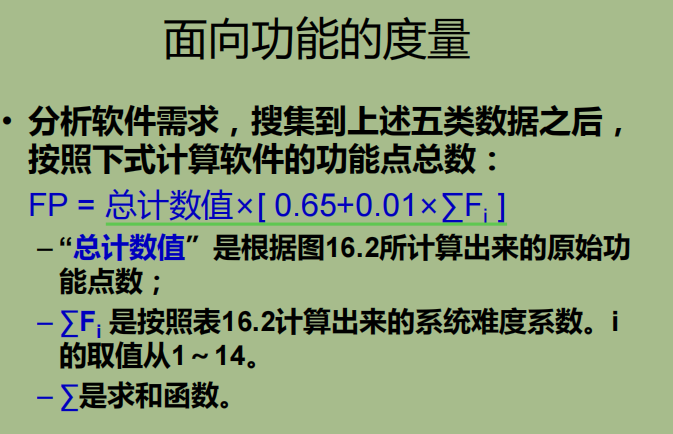 面向功能的度量
• 分析软件需求，搜集到上述五类数据之后，
按照下式计算软件的功能点总数：
FP = 总计数值×[ 0.65+0.01×∑Fi ]
– “总计数值”是根据图16.2所计算出来的原始功
能点数；
– ∑Fi 是按照表16.2计算出来的系统难度系数。i
的取值从1～14。
– ∑是求和函数。